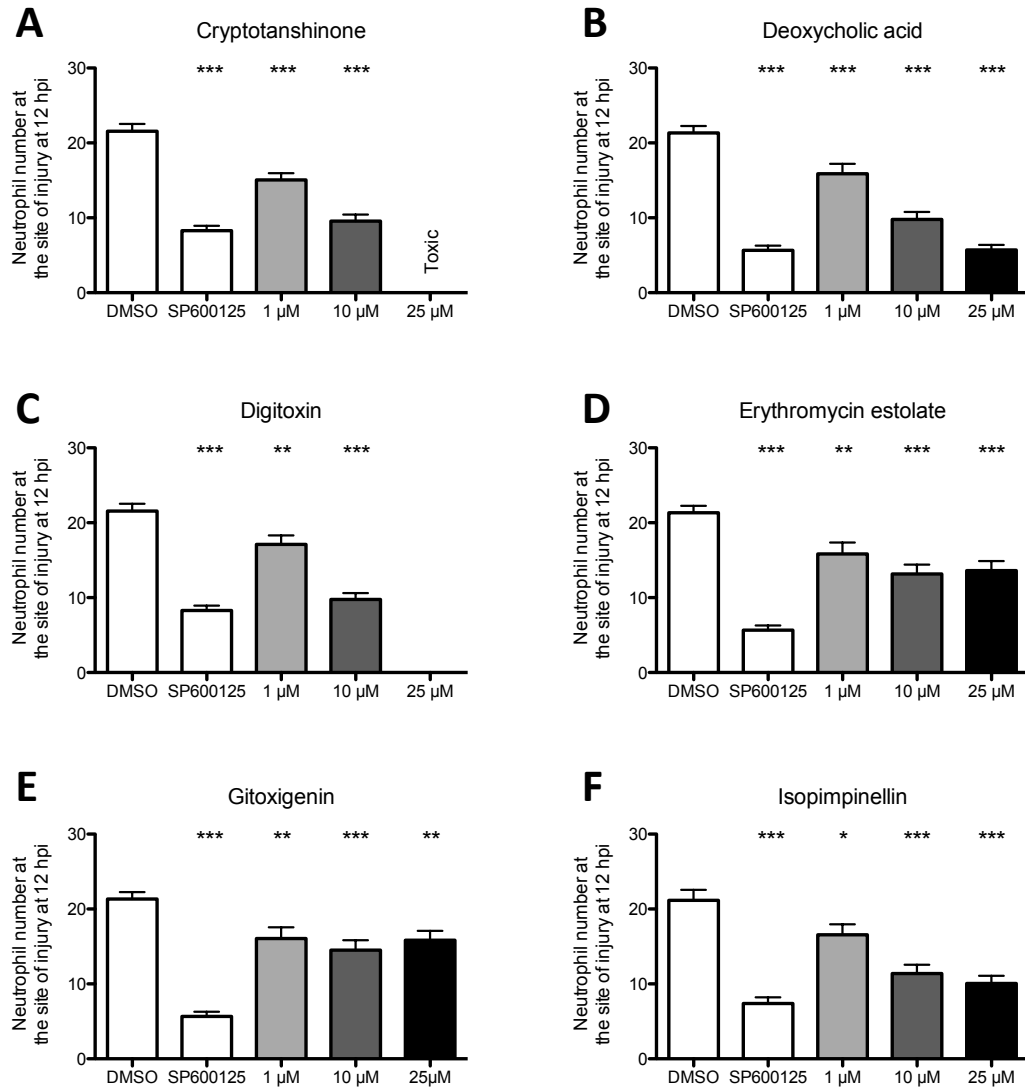 A
Cryptotanshinone
Neutrophil number at
the site of injury at 12 hpi
30
20
10
0
*** *** ***
Toxic
DMSO SP600125 1 µM 10 µM 25 µM
B
Deoxycholic acid
Neutrophil number at
the site of injury at 12 hpi
30
20
10
0
*** *** *** ***
DMSO SP600125 1 µM 10 µM 25 µM
C
Digitoxin
Neutrophil number at
the site of injury at 12 hpi
30
20
10
0
*** ** ***
DMSO SP600125 1 µM 10 µM 25 µM
D
Erythromycin estolate
Neutrophil number at
the site of injury at 12 hpi
30
20
10
0
*** ** *** ***
DMSO SP600125 1 µM 10 µM 25 µM
E
Gitoxigenin
Neutrophil number at
the site of injury at 12 hpi
30
20
10
0
*** ** *** **
DMSO SP600125 1 µM 10 µM 25µM
F
Isopimpinellin
Neutrophil number at
the site of injury at 12 hpi
30
20
10
0
*** * *** ***
DMSO SP600125 1 µM 10 µM 25 µM